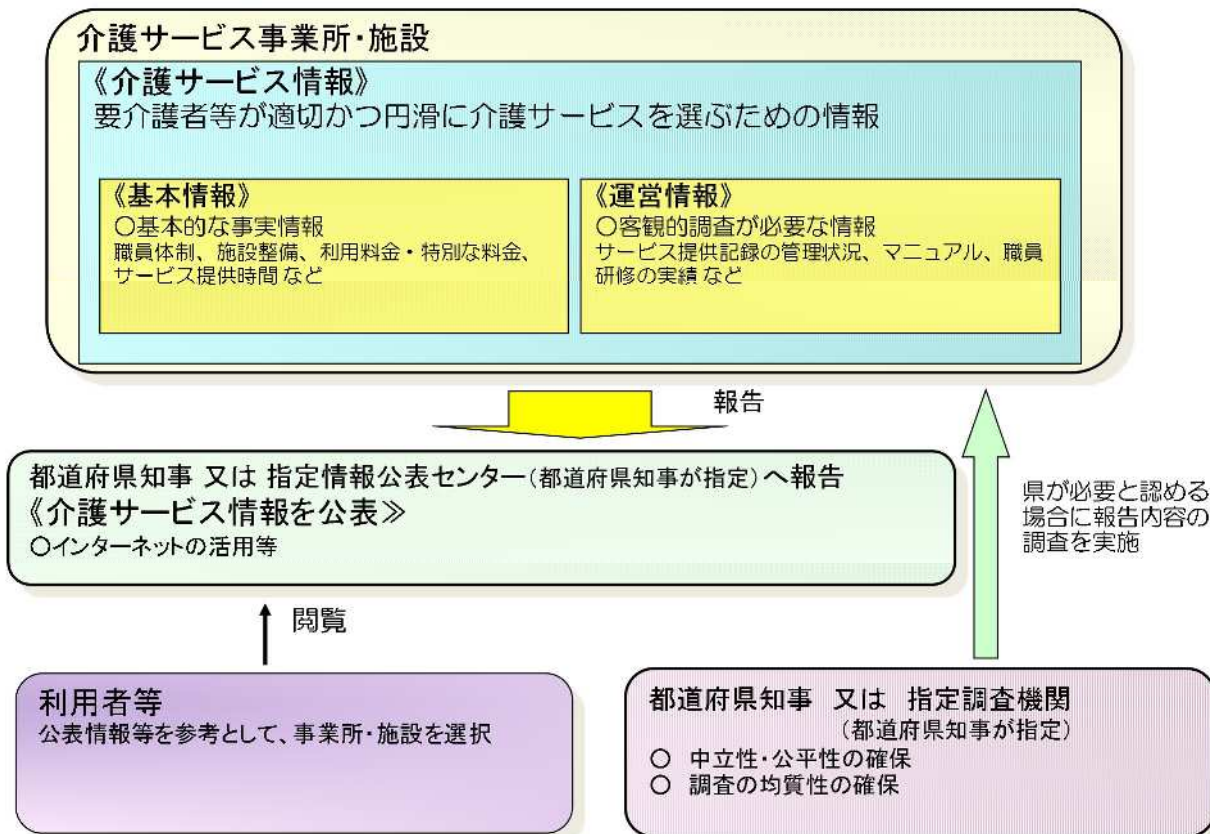 介護サービス事業所・施設
《介護サービス情報》
要介護者等が適切かつ円滑に介護サービスを選ぶための情報
《基本情報》
○基本的な事実情報
職員体制、施設整備、利用料金・特別な料金、
サービス提供時間 など
《運営情報》
○客観的調査が必要な情報
サービス提供記録の管理状況、マニュアル、職員
研修の実績 など
報告
都道府県知事 又は 指定情報公表センター(都道府県知事が指定)へ報告
《介護サービス情報を公表≫
○インターネットの活用等
県が必要と認める
場合に報告内容の
調査を実施
閲覧
利用者等
公表情報等を参考として、事業所・施設を選択
都道府県知事 又は 指定調査機関
(都道府県知事が指定)
○ 中立性・公平性の確保
○ 調査の均質性の確保